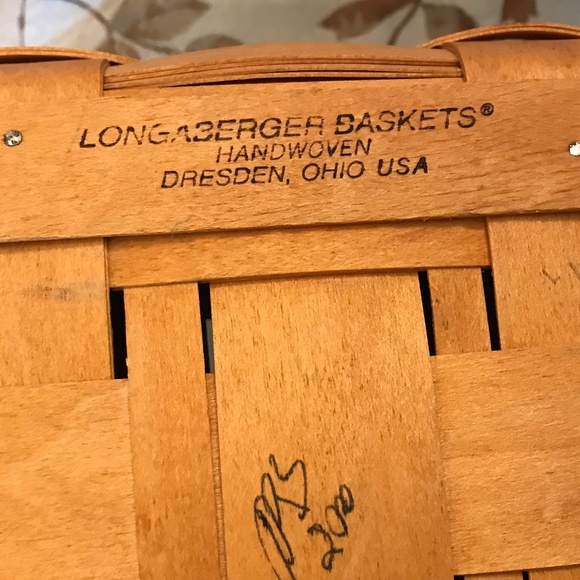 LONGABERGER BASKETS®
HANDWOVEN
DRESDEN, OHIO USA